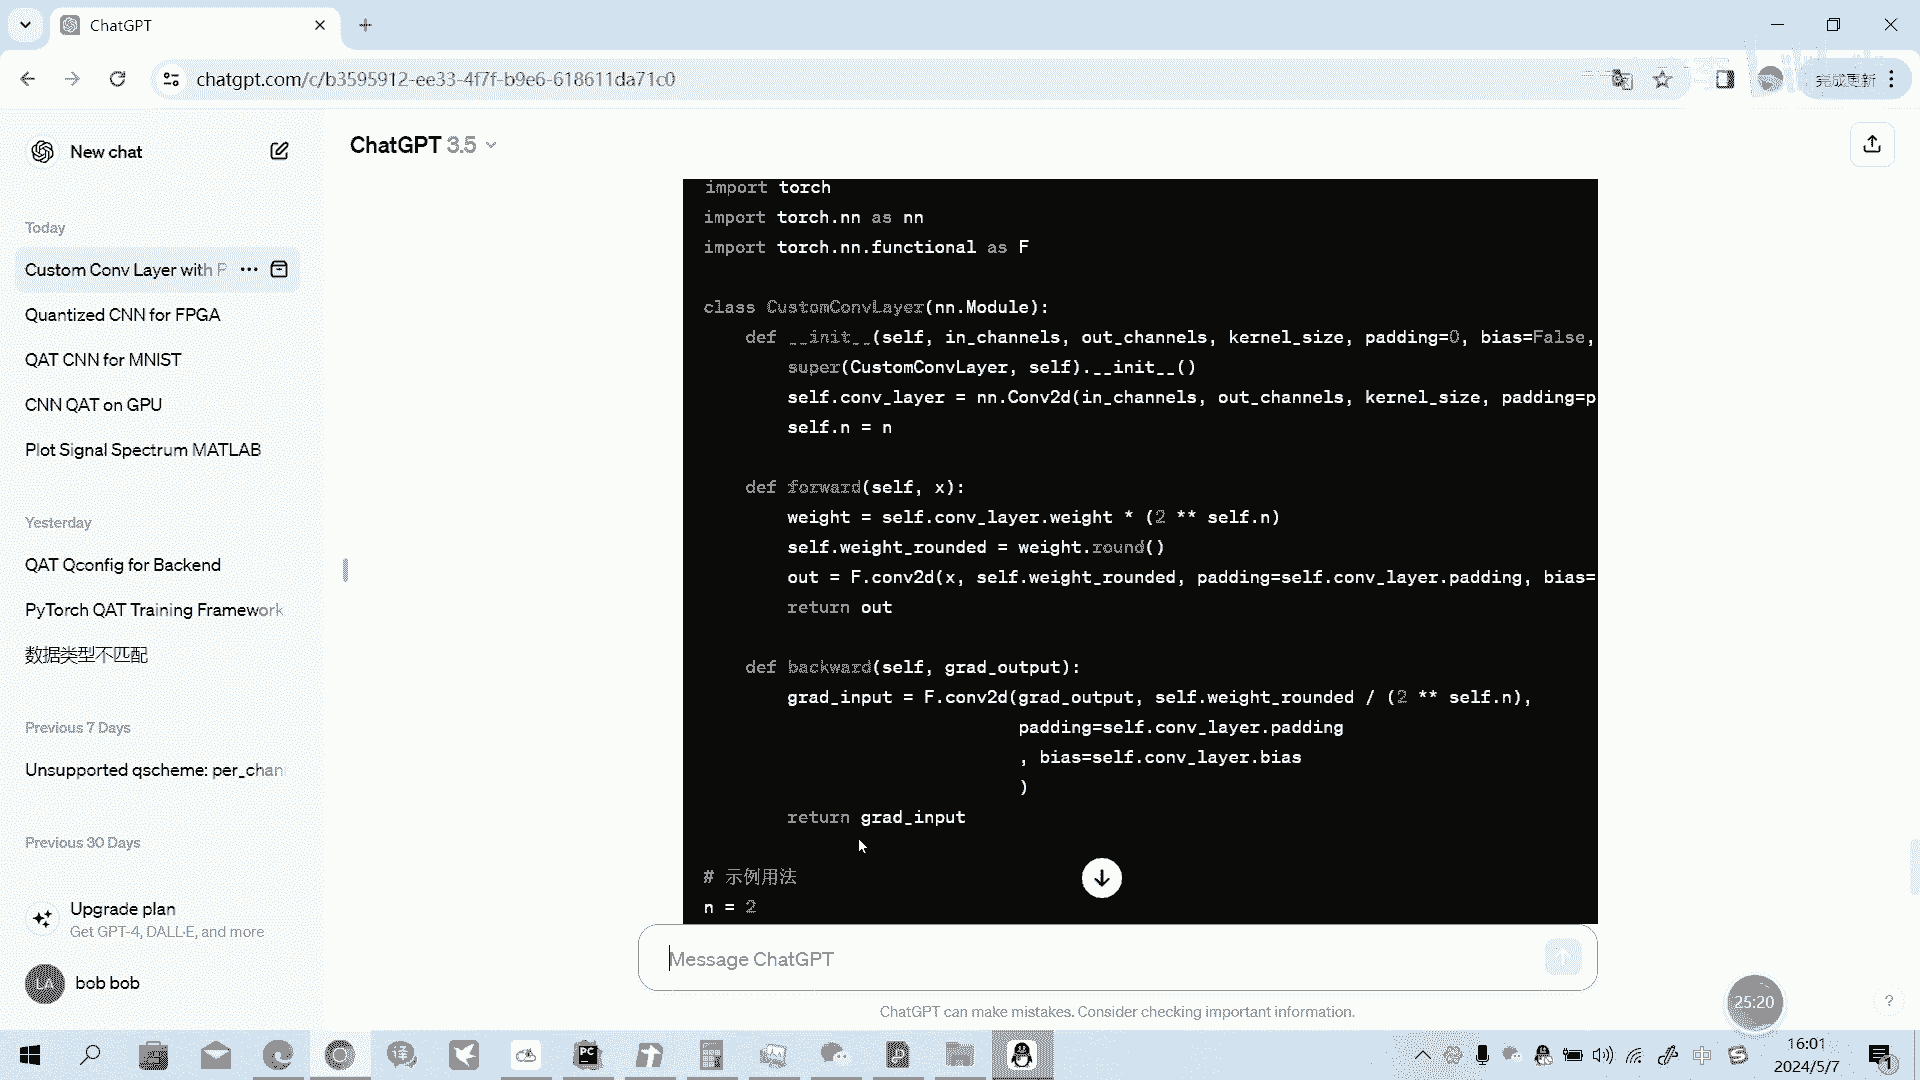 ChatGPT
chatgpt.com/c/b3595912-ee33-4f7f-b9e6-618611da71c0
完成更新
New chat
ChatGPT 3.5
Today
Custom Conv Layer with P
Quantized CNN for FPGA
QAT CNN for MNIST
CNN QAT on GPU
Plot Signal Spectrum MATLAB
Yesterday
QAT Qconfig for Backend
PyTorch QAT Training Framework
数据类型不匹配
Previous 7 Days
Unsupported qscheme: per_chan
Previous 30 Days
Upgrade plan
Get GPT-4, DALL·E, and more
LA
bob bob
import torch
import torch.nn as nn
import torch.nn.functional as F
class CustomConvLayer(nn.Module):
def __init__(self, in_channels, out_channels, kernel_size, padding=0, bias=False,
super(CustomConvLayer, self).__init__()
self.conv_layer = nn.Conv2d(in_channels, out_channels, kernel_size, padding=p
self.n = n
def forward(self, x):
weight = self.conv_layer.weight * (2 ** self.n)
self.weight_rounded = weight.round()
out = F.conv2d(x, self.weight_rounded, padding=self.conv_layer.padding, bias=
return out
def backward(self, grad_output):
grad_input = F.conv2d(grad_output, self.weight_rounded / (2 ** self.n),
padding=self.conv_layer.padding
, bias=self.conv_layer.bias
)
return grad_input
# 示例用法
n = 2
Message ChatGPT
ChatGPT can make mistakes. Consider checking important information.
25:20
?
PC
译
中
16:01
2024/5/7
1